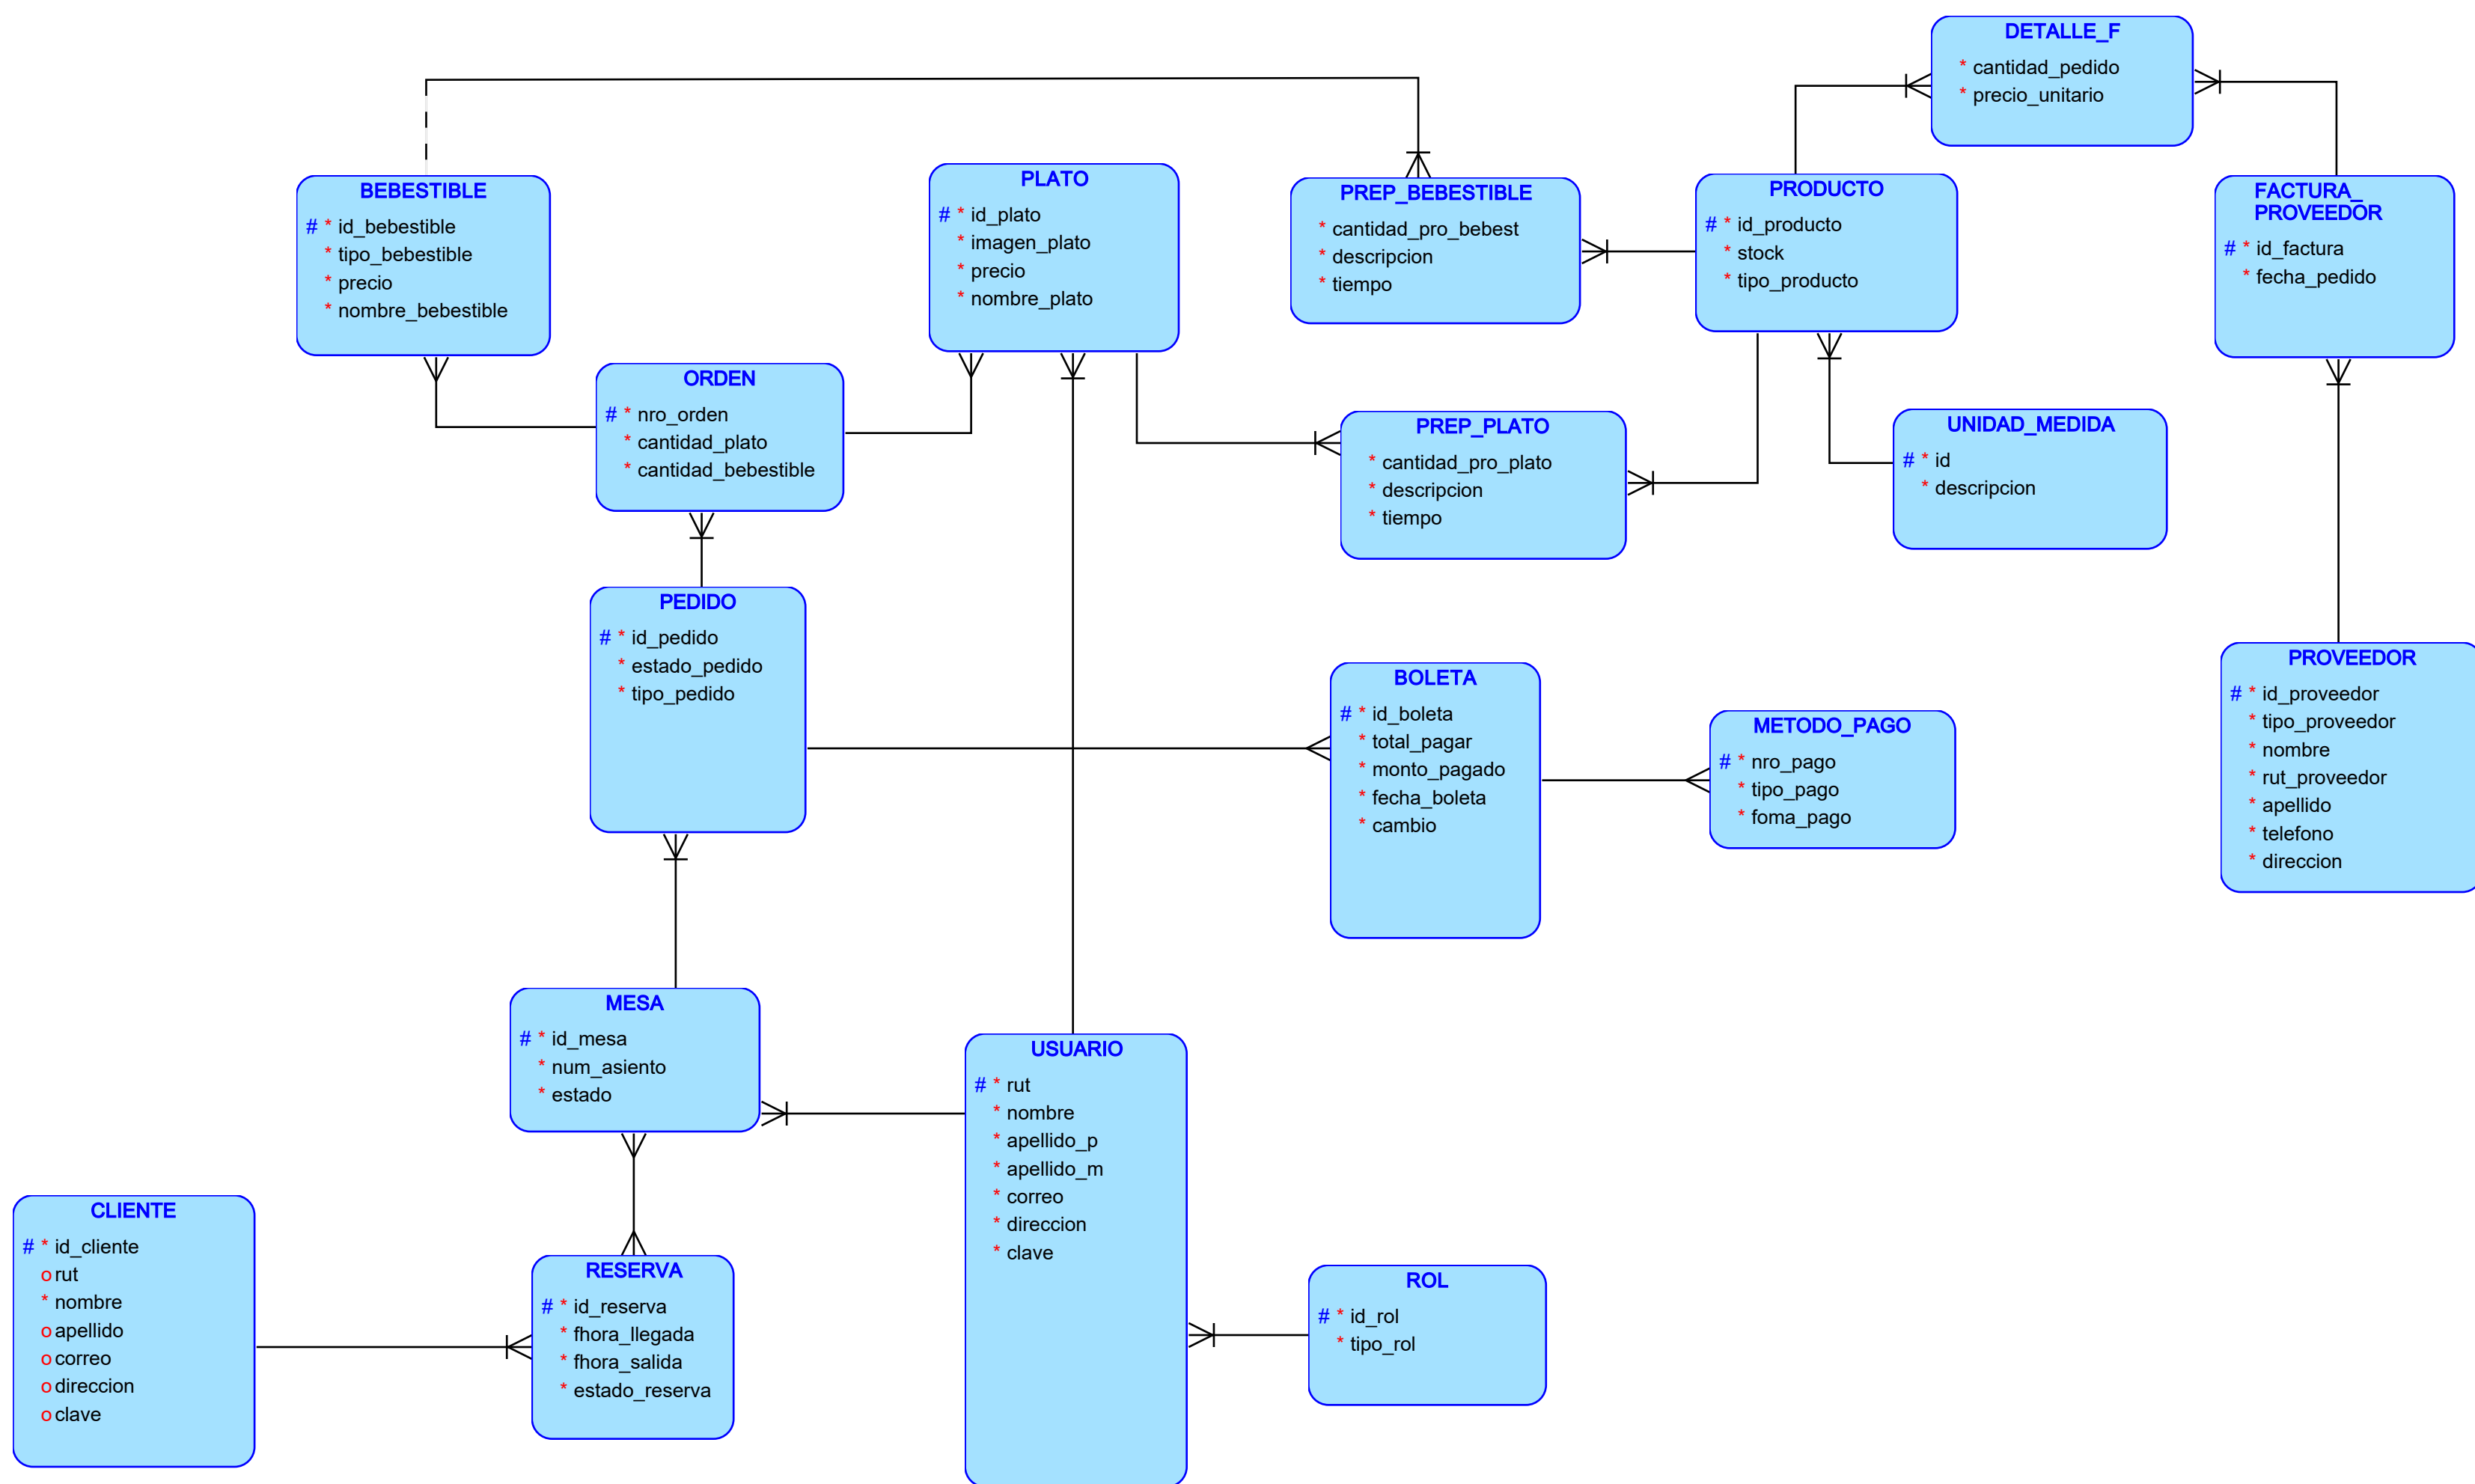 DETALLE_F
* cantidad_pedido
* precio_unitario
BEBESTIBLE
# * id_bebestible
* tipo_bebestible
* precio
* nombre_bebestible
PLATO
# * id_plato
* imagen_plato
* precio
* nombre_plato
PREP_BEBESTIBLE
* cantidad_pro_bebest
* descripcion
* tiempo
PRODUCTO
# * id_producto
* stock
* tipo_producto
FACTURA_
PROVEEDOR
# * id_factura
* fecha_pedido
ORDEN
# * nro_orden
* cantidad_plato
* cantidad_bebestible
PREP_PLATO
* cantidad_pro_plato
* descripcion
* tiempo
UNIDAD_MEDIDA
# * id
* descripcion
PEDIDO
# * id_pedido
* estado_pedido
* tipo_pedido
BOLETA
# * id_boleta
* total_pagar
* monto_pagado
* fecha_boleta
* cambio
METODO_PAGO
# * nro_pago
* tipo_pago
* foma_pago
PROVEEDOR
# * id_proveedor
* tipo_proveedor
* nombre
* rut_proveedor
* apellido
* telefono
* direccion
MESA
# * id_mesa
* num_asiento
* estado
USUARIO
# * rut
* nombre
* apellido_p
* apellido_m
* correo
* direccion
* clave
CLIENTE
# * id_cliente
o rut
* nombre
o apellido
o correo
o direccion
o clave
RESERVA
# * id_reserva
* fhora_llegada
* fhora_salida
* estado_reserva
ROL
# * id_rol
* tipo_rol